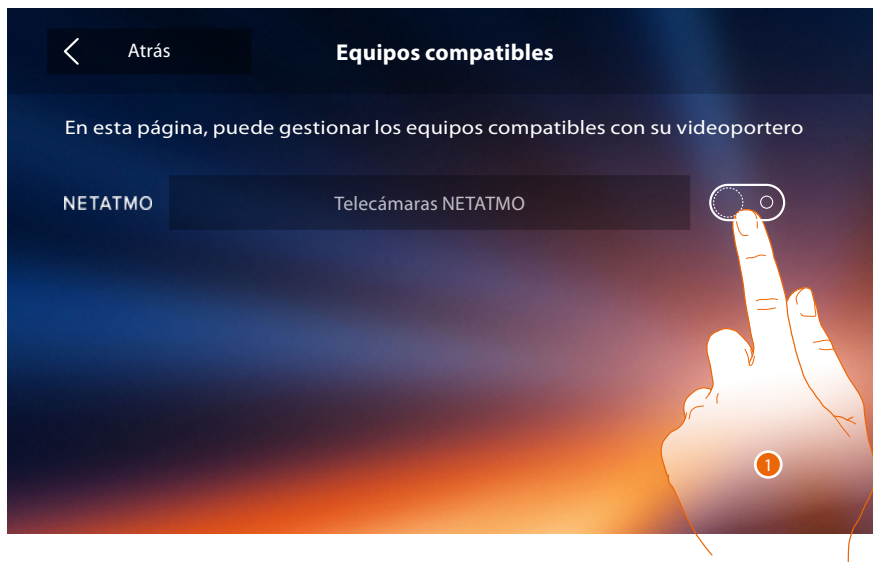 Atrás
Equipos compatibles
En esta página, puede gestionar los equipos compatibles con su videoportero
NETATMO
Telecámaras NETATMO
1